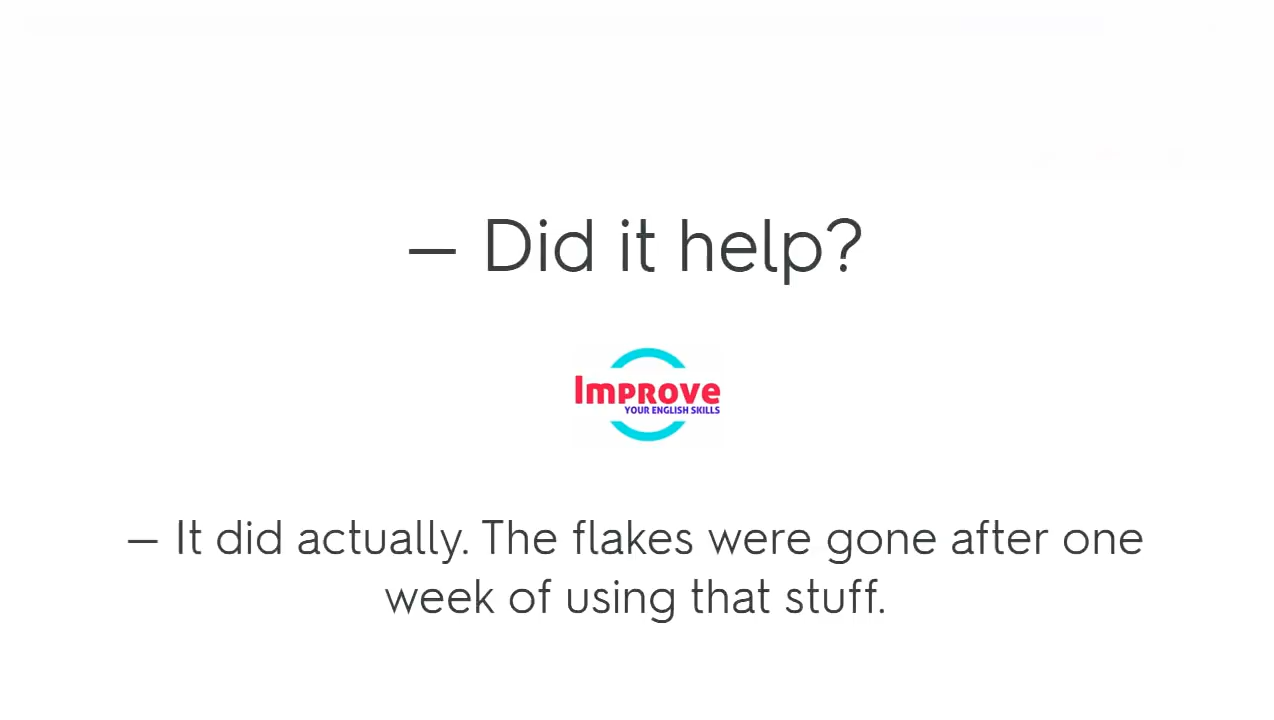 — Did it help?
Improve
YOUR ENGLISH SKILLS
— It did actually. The flakes were gone after one
week of using that stuff.